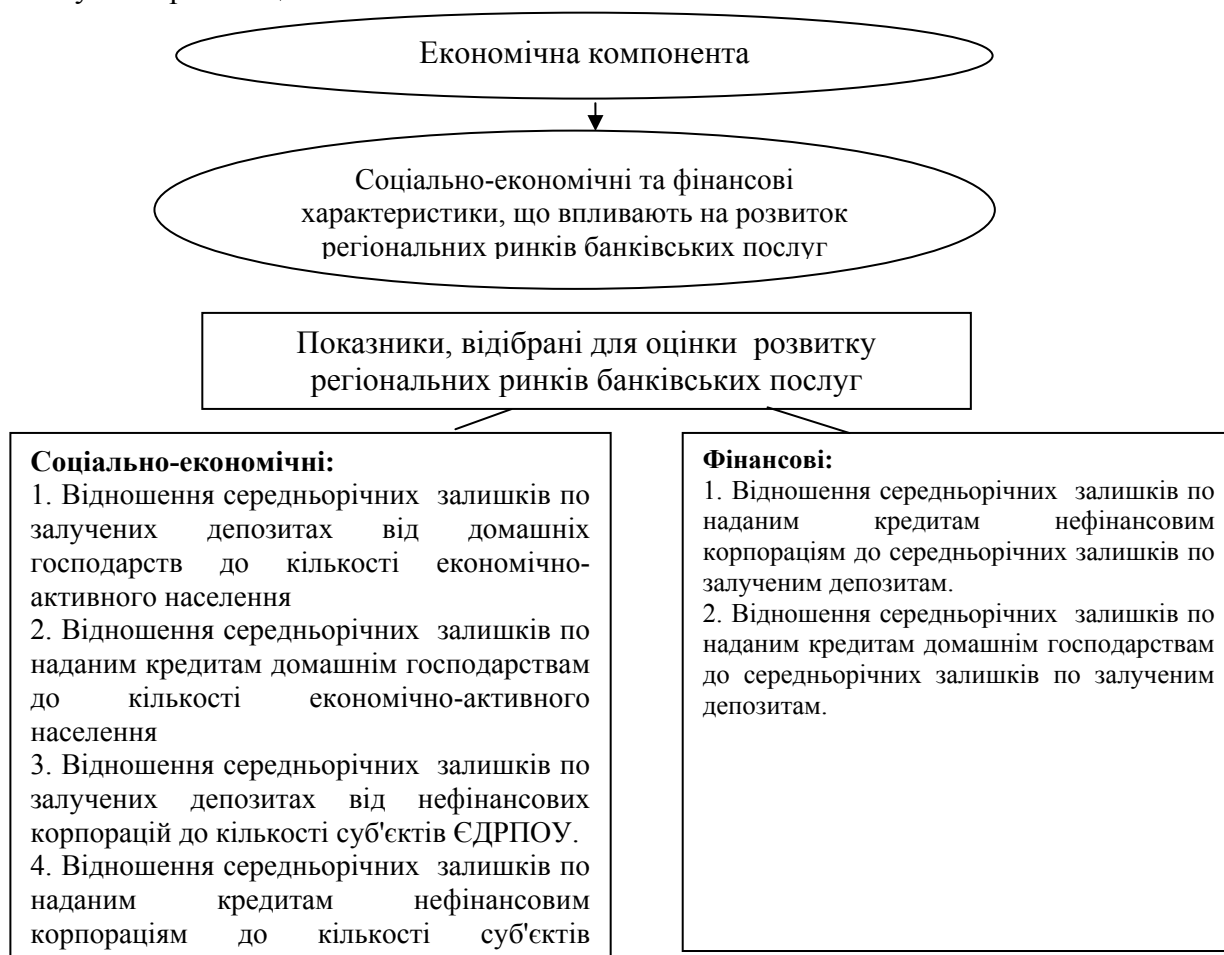 Економічна компонента
Соціально-економічні та фінансові
характеристики, що впливають на розвиток
регіональних ринків банківських послуг
Показники, відібрані для оцінки розвитку
регіональних ринків банківських послуг
Соціально-економічні:
1. Відношення середньорічних залишків по
залучених депозитах від домашніх
господарств до кількості економічно-
активного населення
2. Відношення середньорічних залишків по
наданим кредитам домашнім господарствам
до кількості економічно-активного
населення
3. Відношення середньорічних залишків по
залучених депозитах від нефінансових
корпорацій до кількості суб'єктів ЄДРПОУ.
4. Відношення середньорічних залишків по
наданим кредитам нефінансовим
корпораціям до кількості суб'єктів
Фінансові:
1. Відношення середньорічних залишків по
наданим кредитам нефінансовим
корпораціям до середньорічних залишків по
залученим депозитам.
2. Відношення середньорічних залишків по
наданим кредитам домашнім господарствам
до середньорічних залишків по залученим
депозитам.